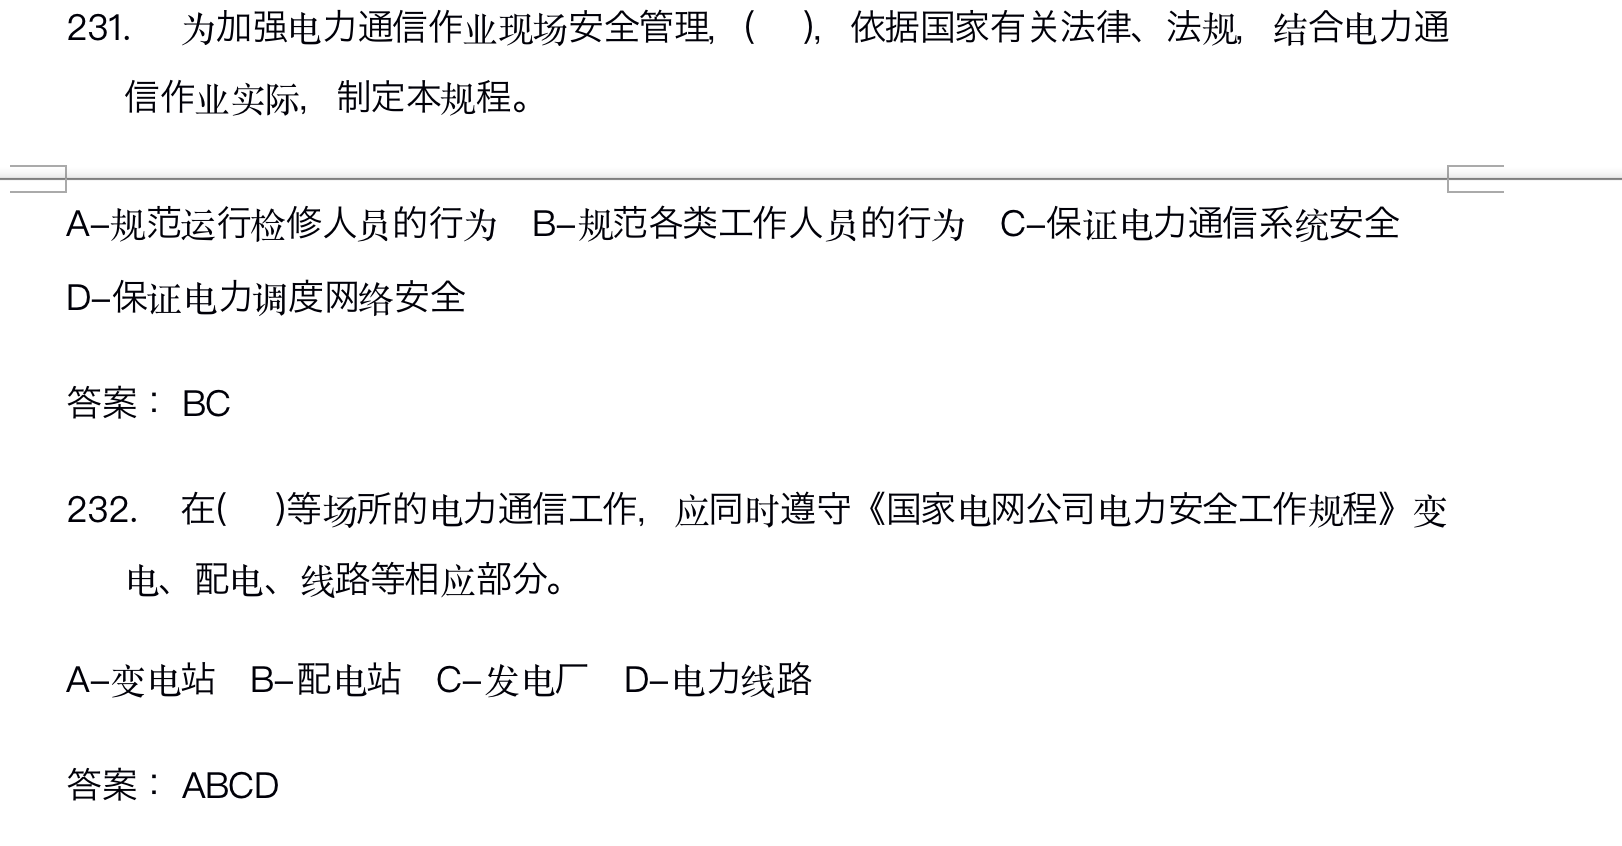 231. 为加强电力通信作业现场安全管理，( )，依据国家有关法律、法规，结合电力通
信作业实际，制定本规程。
A-规范运行检修人员的行为 B-规范各类工作人员的行为 C-保证电力通信系统安全
D-保证电力调度网络安全
答案： BC
232. 在( )等场所的电力通信工作，应同时遵守《国家电网公司电力安全工作规程》变
电、配电、线路等相应部分。
A-变电站 B-配电站 C-发电厂 D-电力线路
答案： ABCD